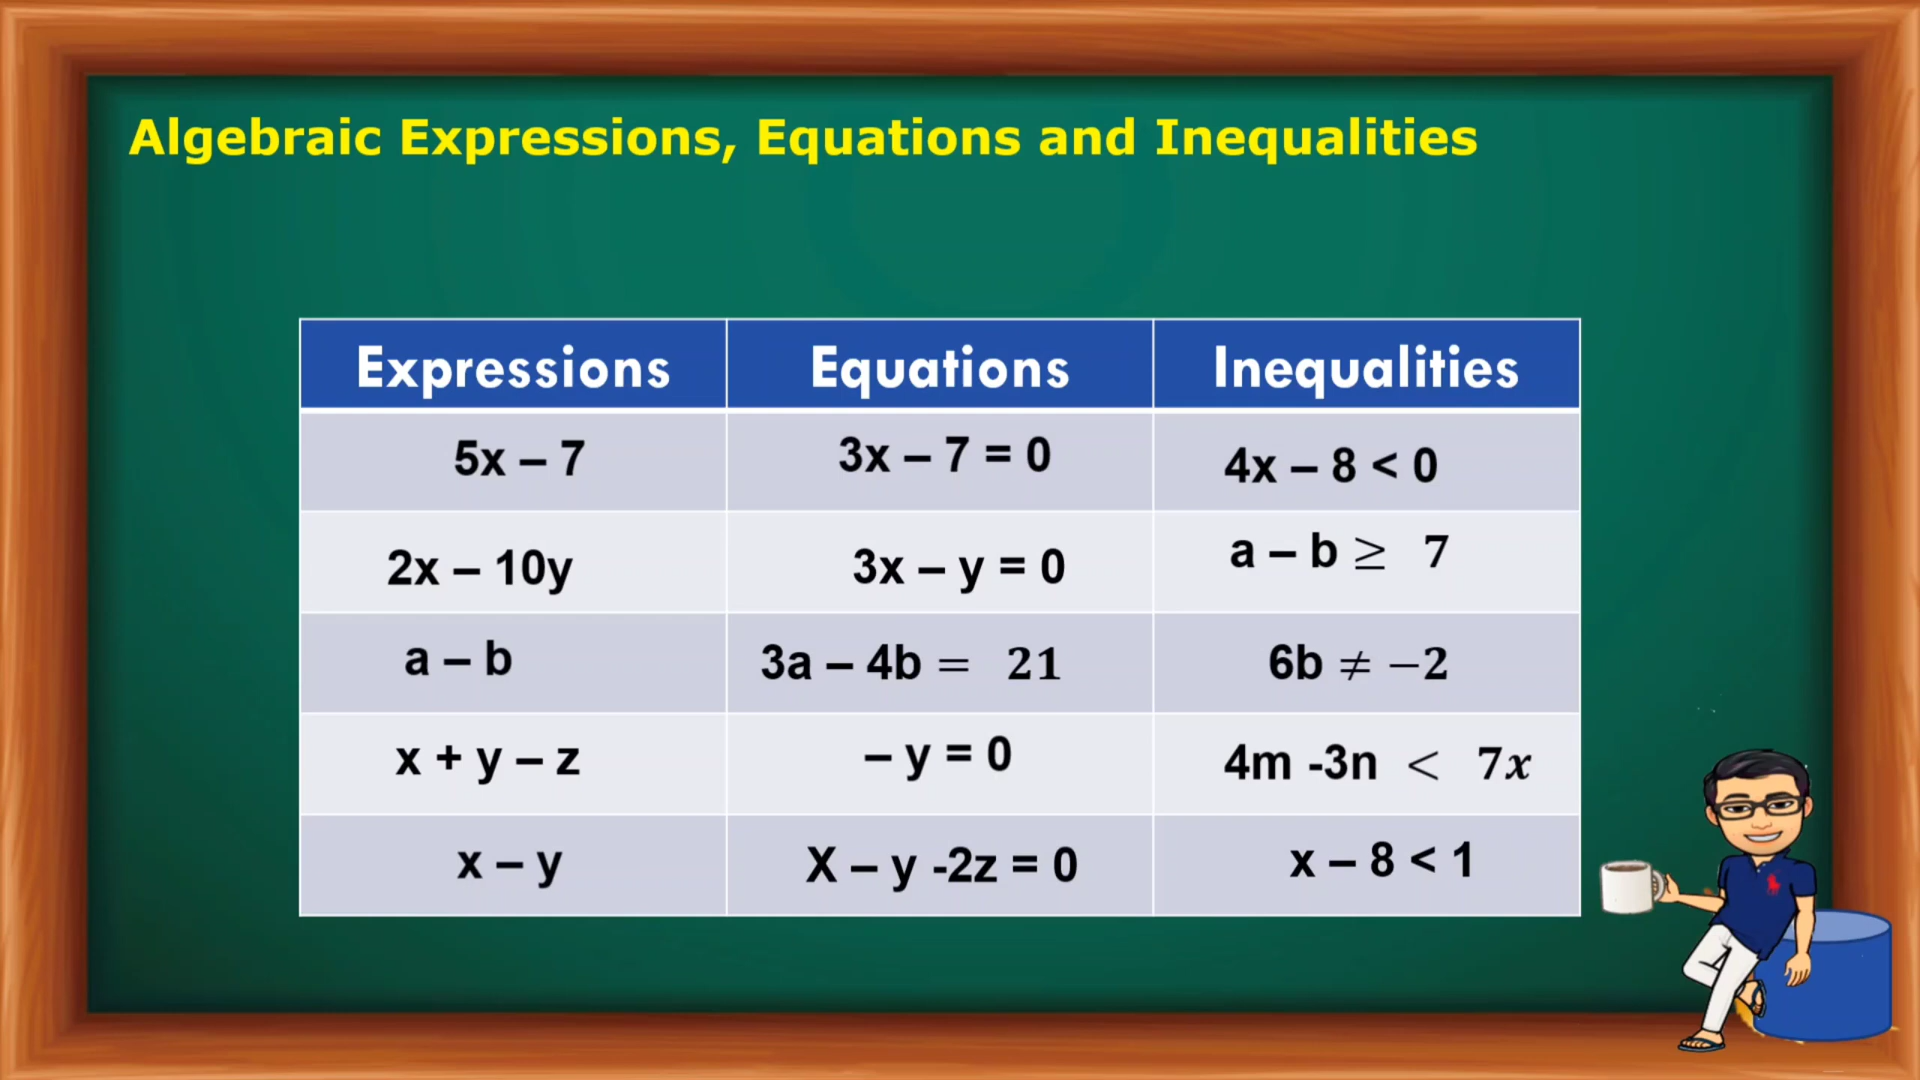 Algebraic Expressions, Equations and Inequalities
Expressions Equations Inequalities
5x – 7 3x – 7 = 0 4x – 8 < 0
2x – 10y 3x – y = 0 a – b ≥ 7
a – b 3a – 4b = 21 6b ≠ −2
x + y – z – y = 0 4m -3n < 7x
x – y X – y -2z = 0 x – 8 < 1